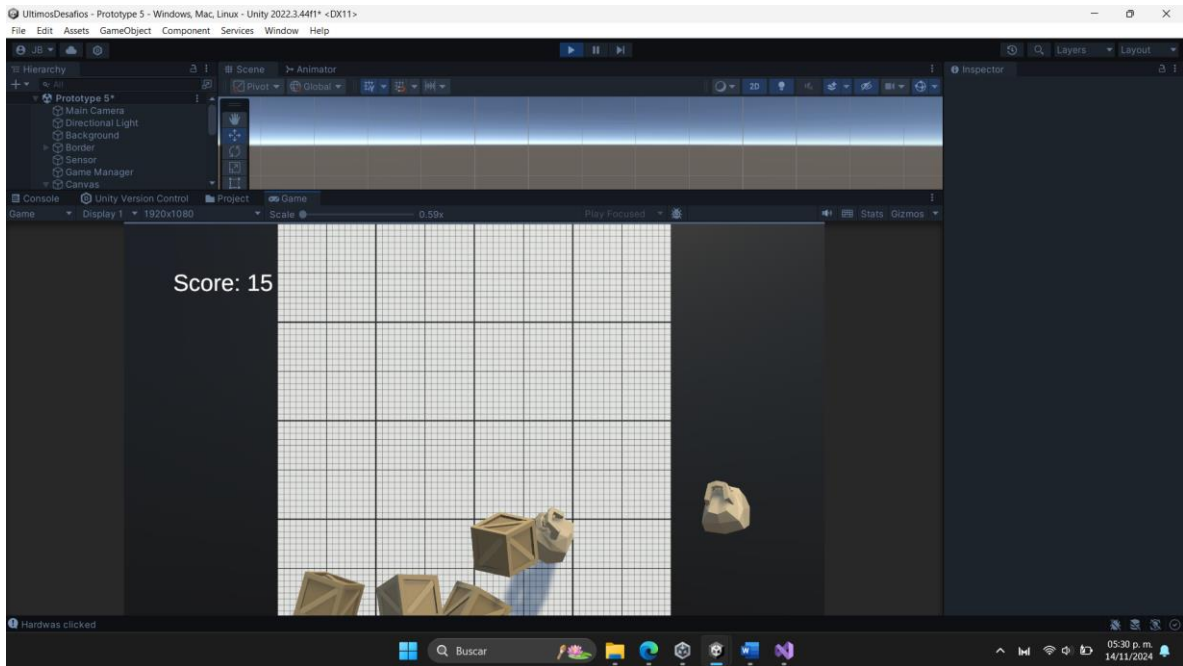 UltimosDesafios - Prototype 5 - Windows, Mac, Linux - Unity 2022.3.44f1* <DX11>
File Edit Assets GameObject Component Services Window Help
JB Layers Layout
Hierarchy Scene Animator Inspector
All Pivot Global 2D
Prototype 5*
Main Camera
Directional Light
Background
Border
Sensor
Game Manager
Canvas
Console Unity Version Control Project Game
Game Display 1 1920x1080 Scale 0.59x Play Focused Stats Gizmos
Score: 15
Hardwas clicked
Buscar
05:30 p. m.
14/11/2024